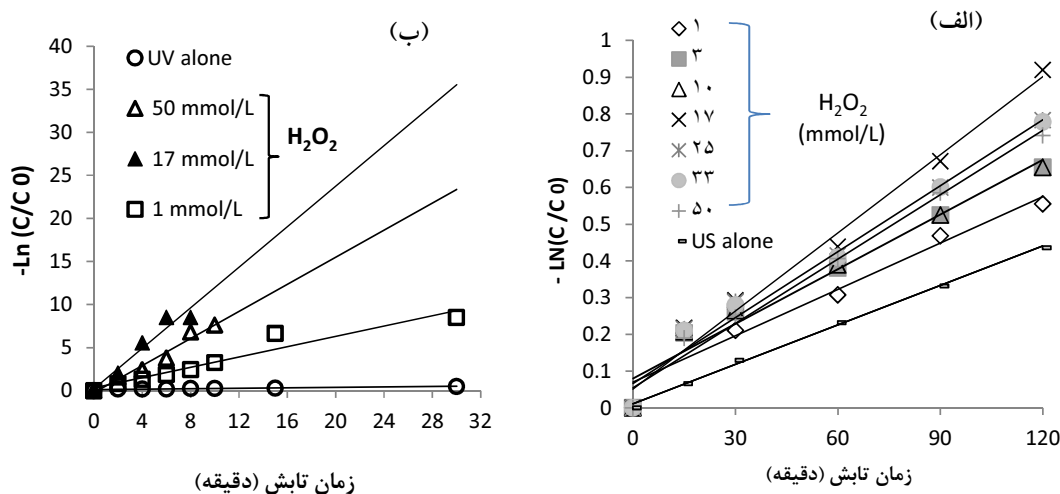 (ب)
40
35
30
25
20
15
10
5
0
-Ln (C/C 0)
UV alone
50 mmol/L
17 mmol/L
1 mmol/L
H₂O₂
0 4 8 12 16 20 24 28 32
زمان تابش (دقیقه)
(الف)
1
0.9
0.8
0.7
0.6
0.5
0.4
0.3
0.2
0.1
0
- LN(C /C 0)
۱
۳
۱۰
۱۷
۲۵
۳۳
۵۰
US alone
H₂O₂
(mmol/L)
0 30 60 90 120
زمان تابش (دقیقه)